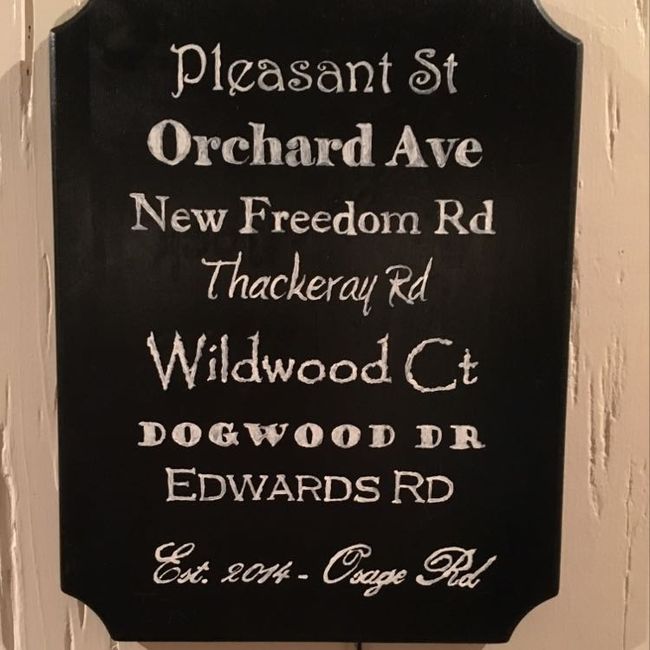 Pleasant St
Orchard Ave
New Freedom Rd
Thackeray Rd
Wildwood Ct
DOGWOOD DR
EDWARDS RD
Est. 2014 - Osage Rd